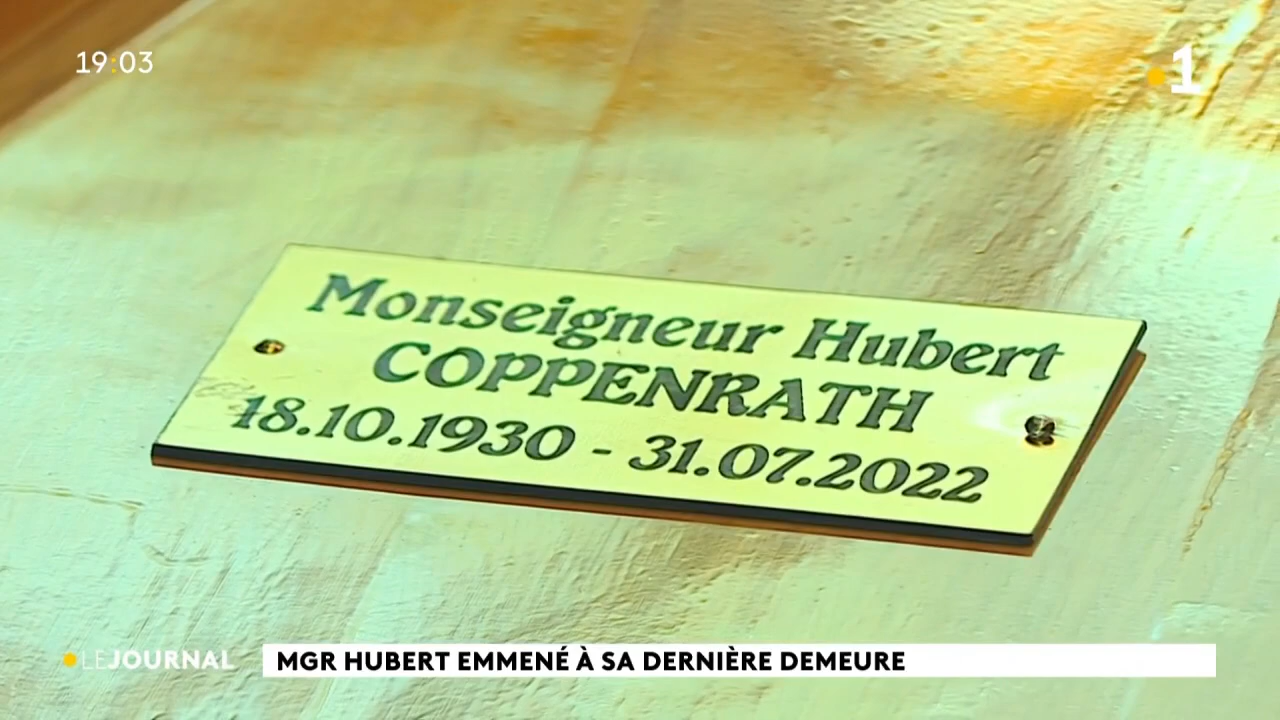 19:03
1
Monseigneur Hubert
COPPENRATH
18.10.1930 - 31.07.2022
LEJOURNAL
MGR HUBERT EMMENÉ À SA DERNIÈRE DEMEURE